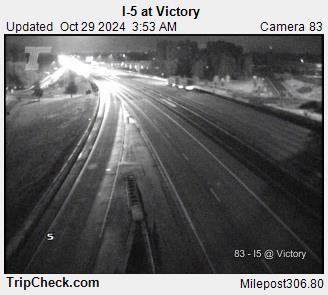 I-5 at Victory
Updated Oct 29 2024 3:53 AM Camera 83
T
S
83 - I5 @ Victory
TripCheck.com Milepost306.80